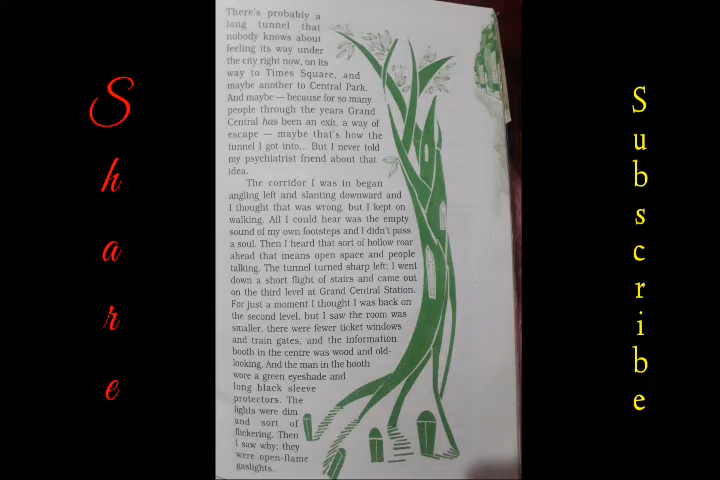 Share
There's probably a
long tunnel that
nobody knows about
feeling its way under
the city right now, on its
way to Times Square, and
maybe another to Central Park.
And maybe — because for so many
people through the years Grand
Central has been an exit, a way of
escape — maybe that's how the
tunnel I got into... But I never told
my psychiatrist friend about that
idea.
The corridor I was in began
angling left and slanting downward and
I thought that was wrong, but I kept on
walking. All I could hear was the empty
sound of my own footsteps and I didn't pass
a soul. Then I heard that sort of hollow roar
ahead that means open space and people
talking. The tunnel turned sharp left; I went
down a short flight of stairs and came out
on the third level at Grand Central Station.
For just a moment I thought I was back on
the second level, but I saw the room was
smaller, there were fewer ticket windows
and train gates, and the information
booth in the centre was wood and old-
looking. And the man in the booth
wore a green eyeshade and
long black sleeve
protectors. The
lights were dim
and sort of
flickering. Then
I saw why; they
were open-flame
gaslights.
Subscribe